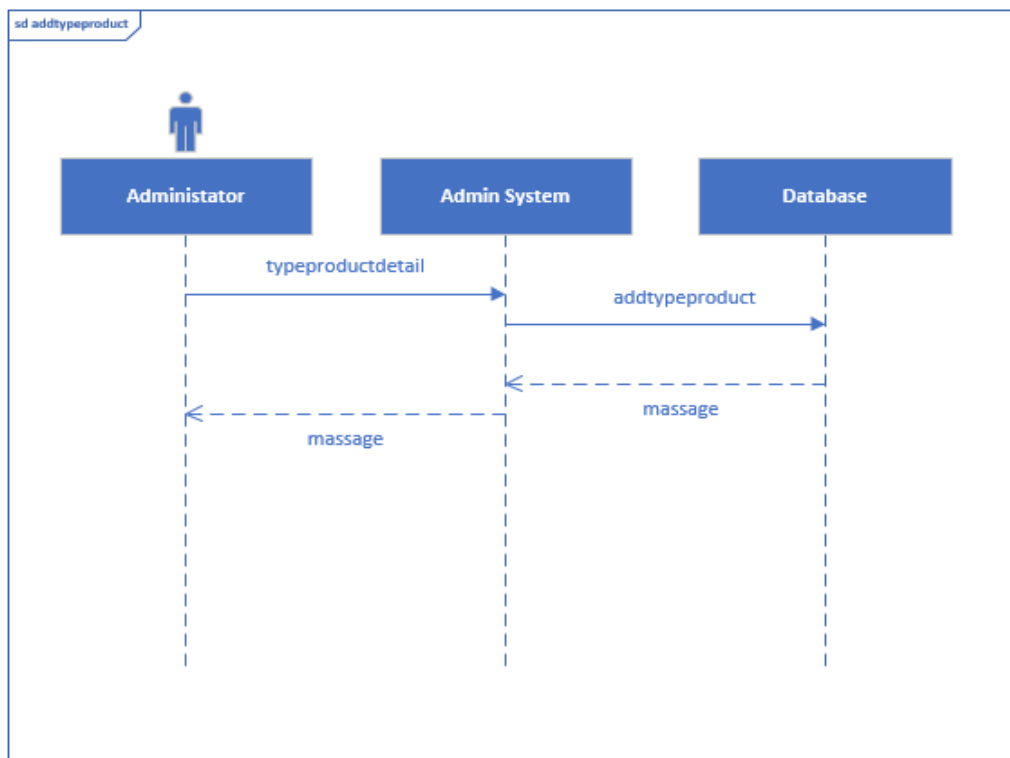 sd addtypeproduct
Administator
Admin System
Database
typeproductdetail
addtypeproduct
massage
massage